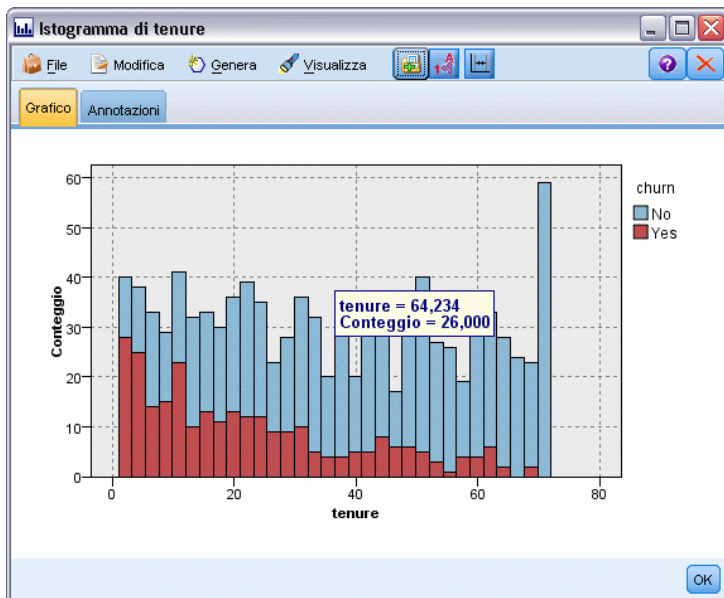 Istogramma di tenure
File Modifica Genera Visualizza
Grafico Annotazioni
60
50
40
30
20
10
0
Conteggio
tenure = 64,234
Conteggio = 26,000
0 20 40 60 80
tenure
churn
No
Yes
OK